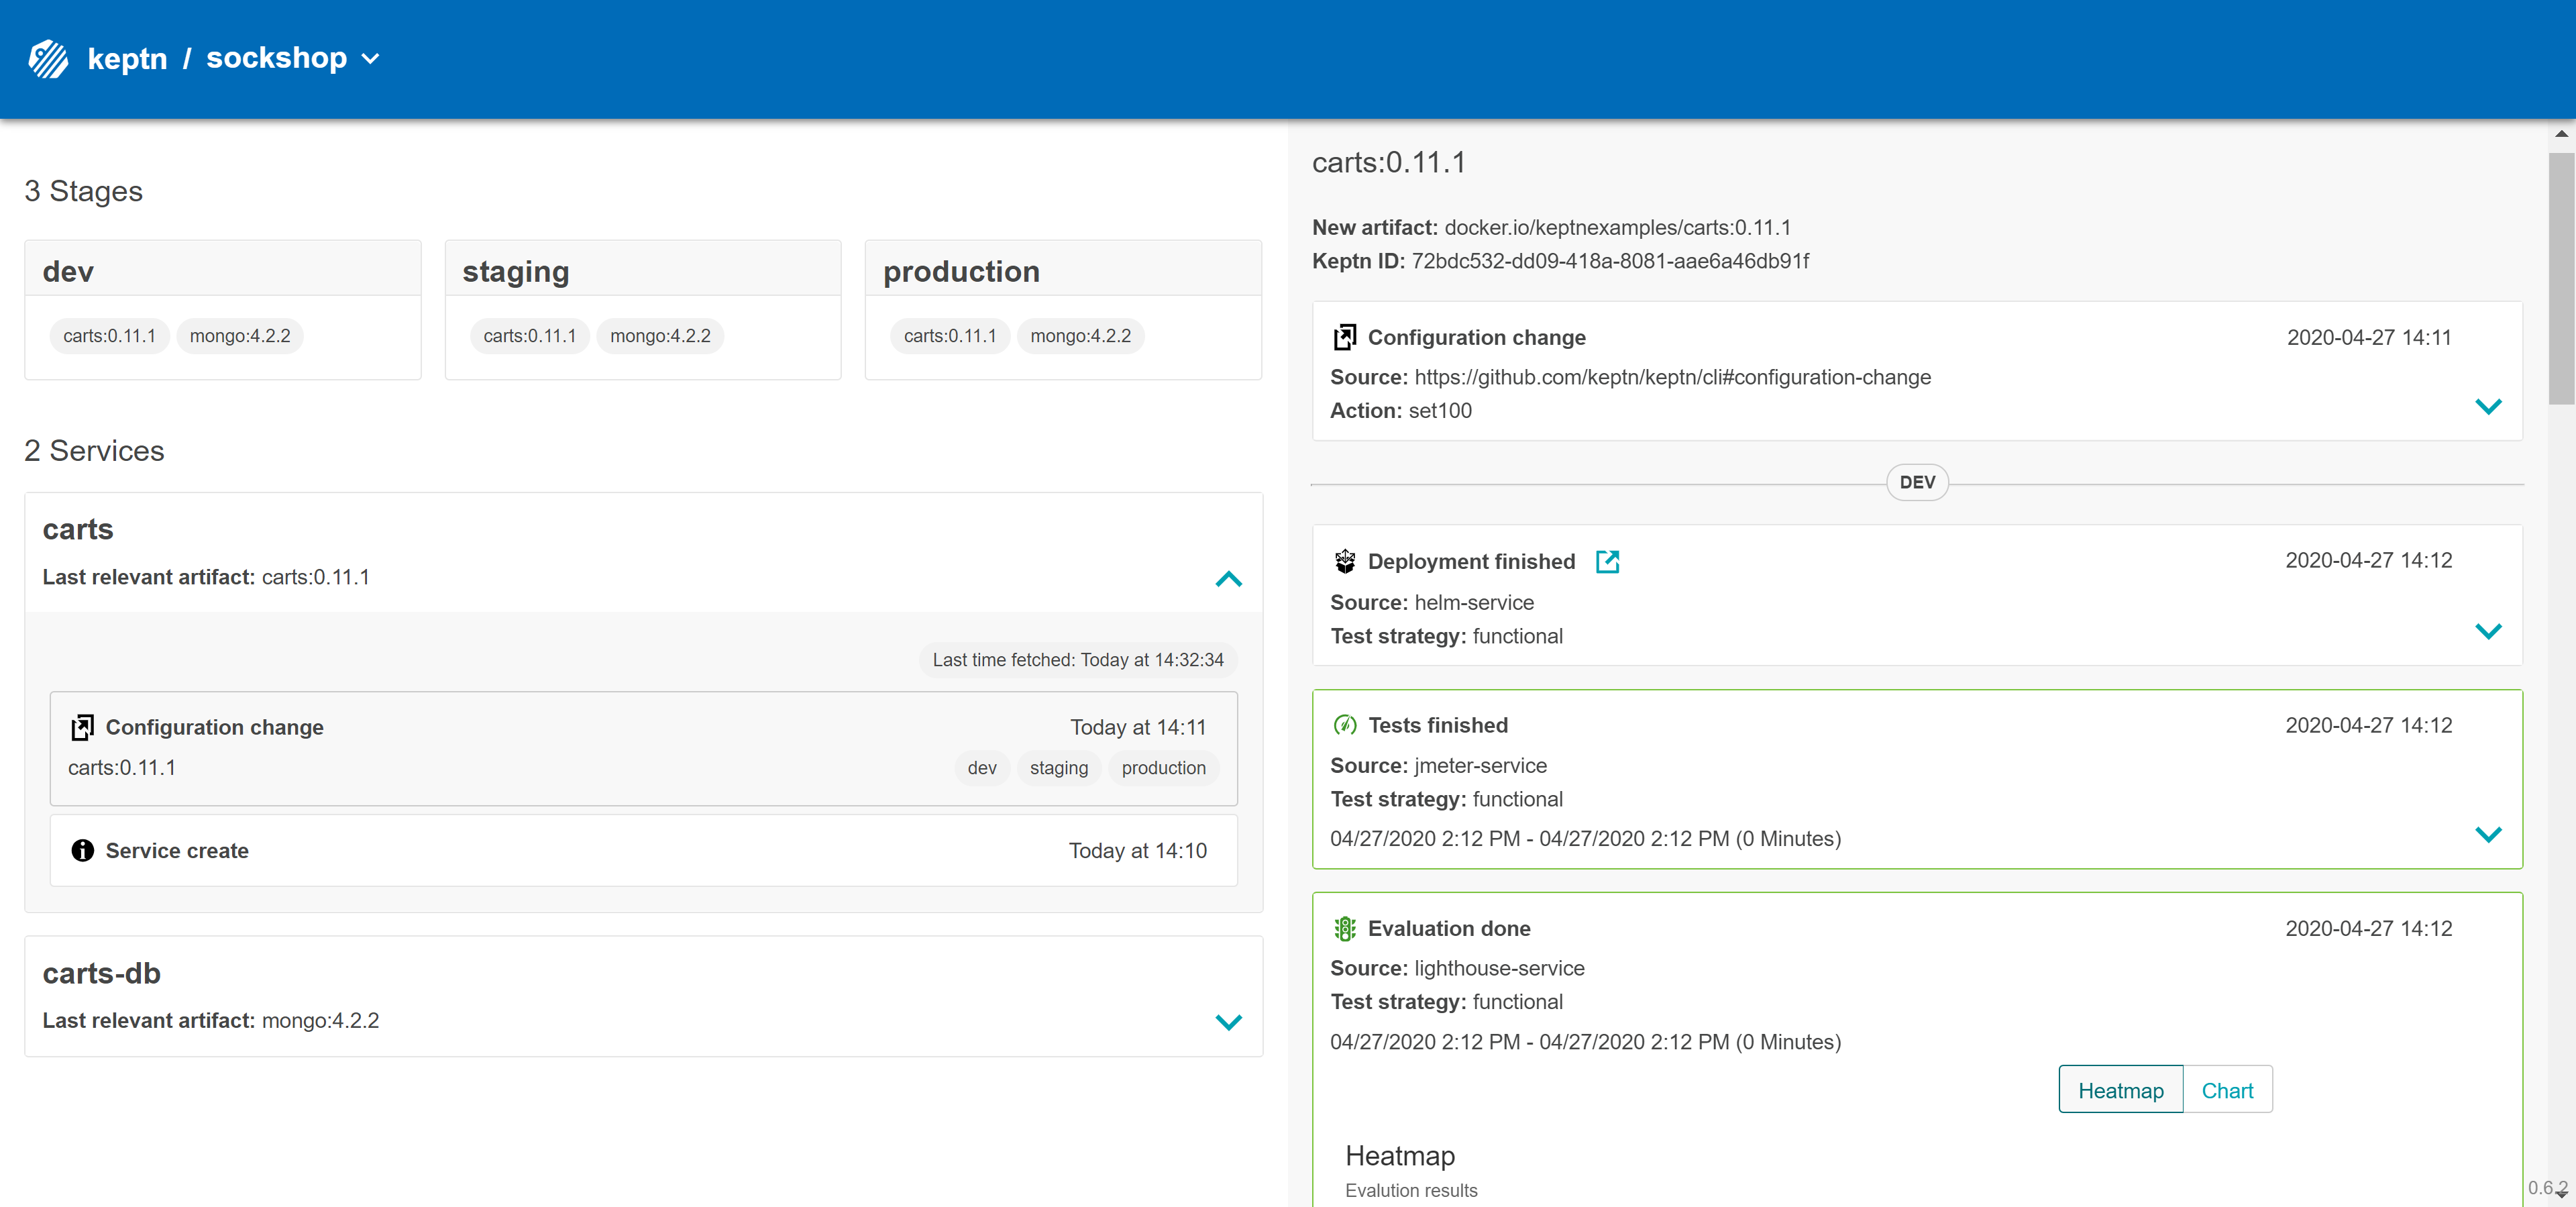 keptn / sockshop
3 Stages
dev
carts:0.11.1 mongo:4.2.2
staging
carts:0.11.1 mongo:4.2.2
production
carts:0.11.1 mongo:4.2.2
2 Services
carts
Last relevant artifact: carts:0.11.1
Last time fetched: Today at 14:32:34
Configuration change Today at 14:11
carts:0.11.1 dev staging production
Service create Today at 14:10
carts-db
Last relevant artifact: mongo:4.2.2
carts:0.11.1
New artifact: docker.io/keptnexamples/carts:0.11.1
Keptn ID: 72bdc532-dd09-418a-8081-aae6a46db91f
Configuration change 2020-04-27 14:11
Source: https://github.com/keptn/keptn/cli#configuration-change
Action: set100
DEV
Deployment finished 2020-04-27 14:12
Source: helm-service
Test strategy: functional
Tests finished 2020-04-27 14:12
Source: jmeter-service
Test strategy: functional
04/27/2020 2:12 PM - 04/27/2020 2:12 PM (0 Minutes)
Evaluation done 2020-04-27 14:12
Source: lighthouse-service
Test strategy: functional
04/27/2020 2:12 PM - 04/27/2020 2:12 PM (0 Minutes)
Heatmap Chart
Heatmap
Evalution results
0.6.2